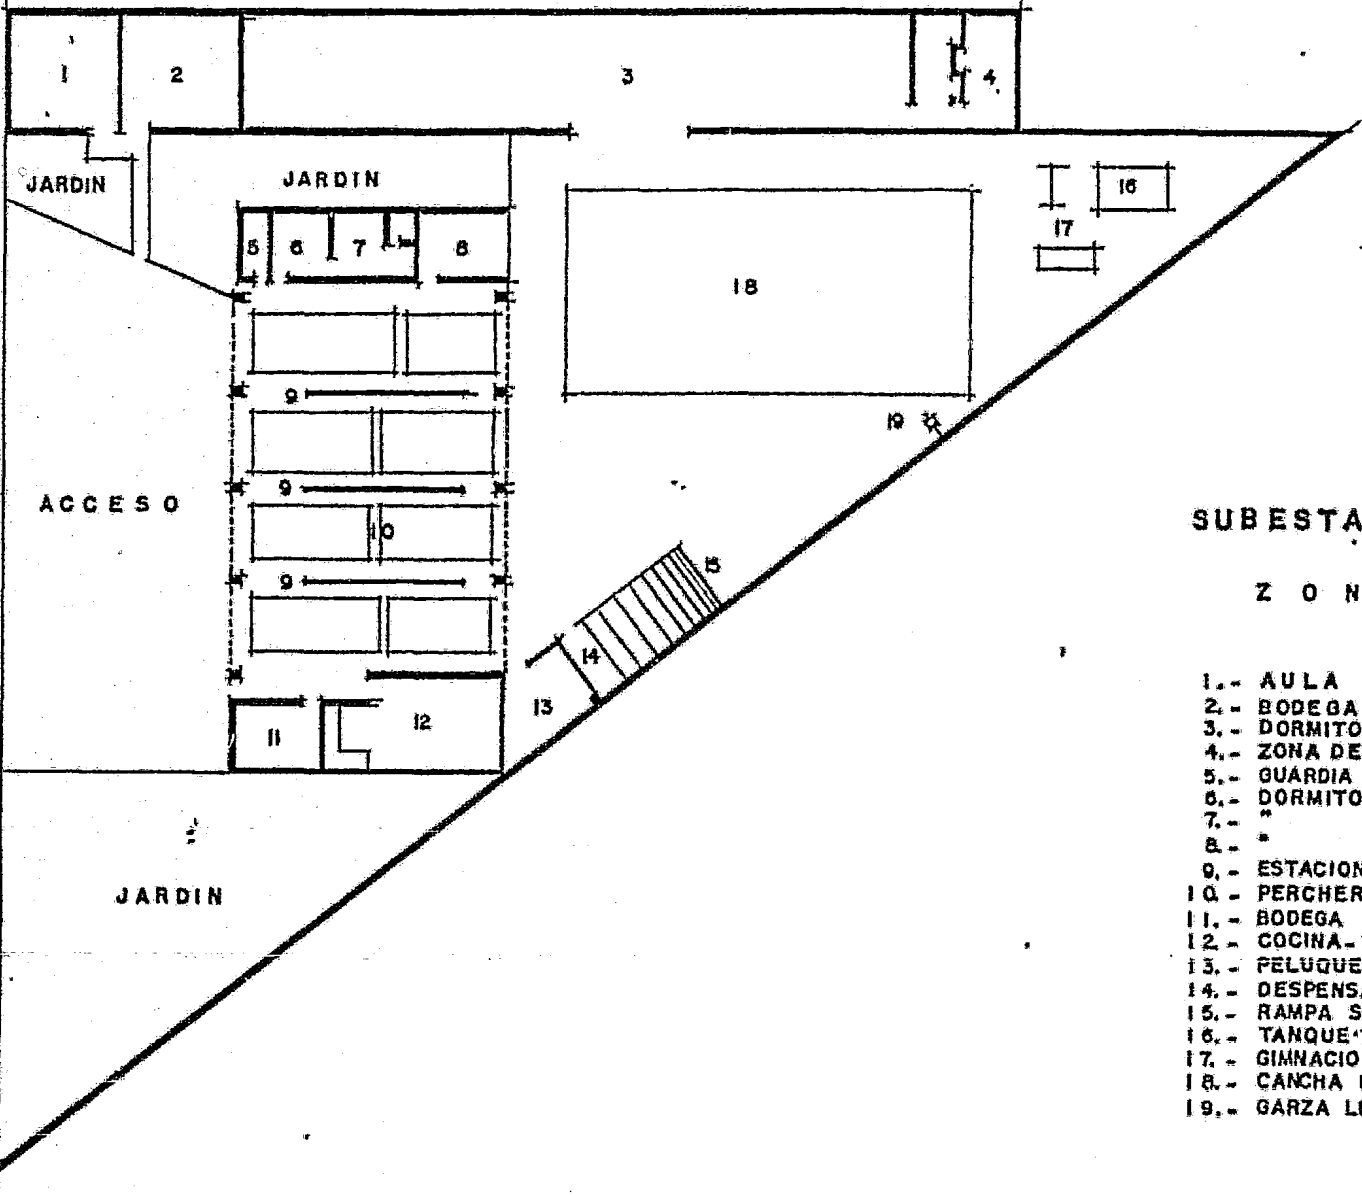 1
2
3
4
JARDIN
JARDIN
16
17
5
6
7
8
18
9
19
9
ACCESO
10
9
15
14
13
11
12
JARDIN
SUBESTA
Z O N
1.- AULA
2.- BODEGA
3.- DORMITO
4.- ZONA DE
5.- GUARDIA
6.- DORMITO
7.- "
8.- "
9.- ESTACION
10.- PERCHER
11.- BODEGA
12.- COCINA-
13.- PELUQUE
14.- DESPENSA
15.- RAMPA S
16.- TANQUE
17.- GIMNACIO
18.- CANCHA
19.- GARZA